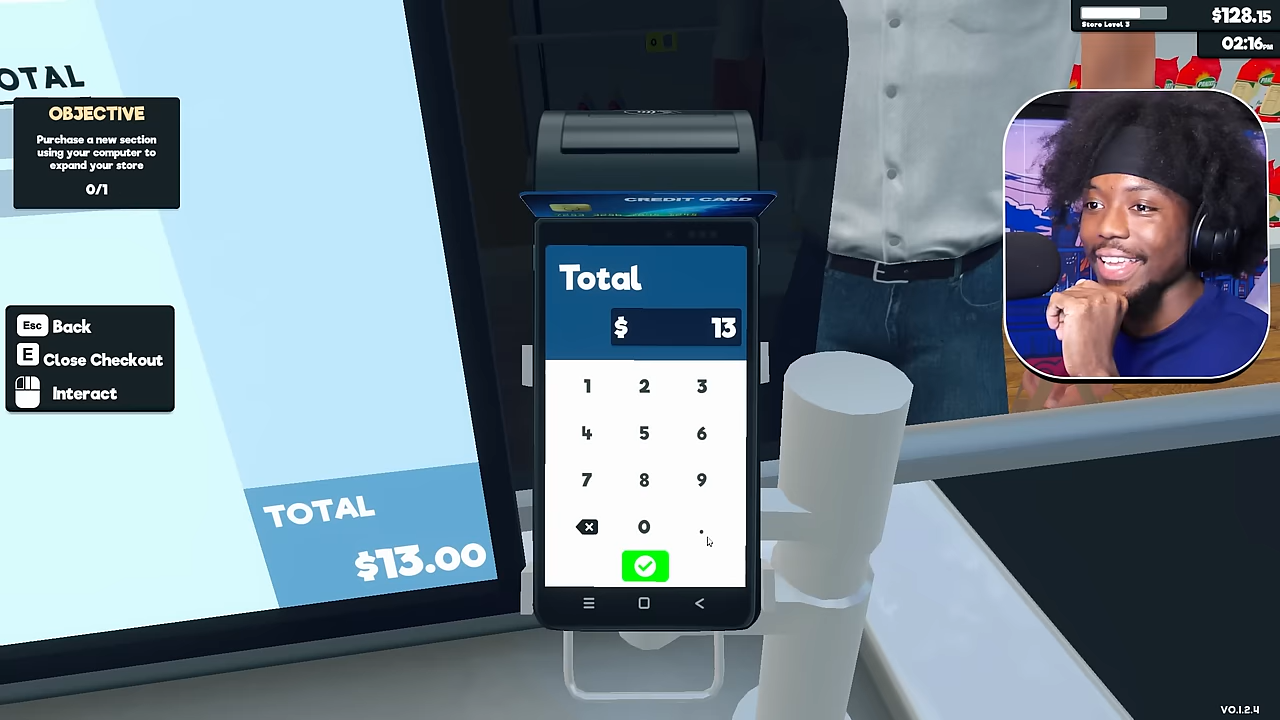 OTAL
OBJECTIVE
Purchase a new section
using your computer to
expand your store
0/1
Esc Back
E Close Checkout
Interact
TOTAL
$13.00
CREDIT CARD
Total
$ 13
1 2 3
4 5 6
7 8 9
0 .
Store Level 3
$128.15
02:16PM
0
V0.1.2.4